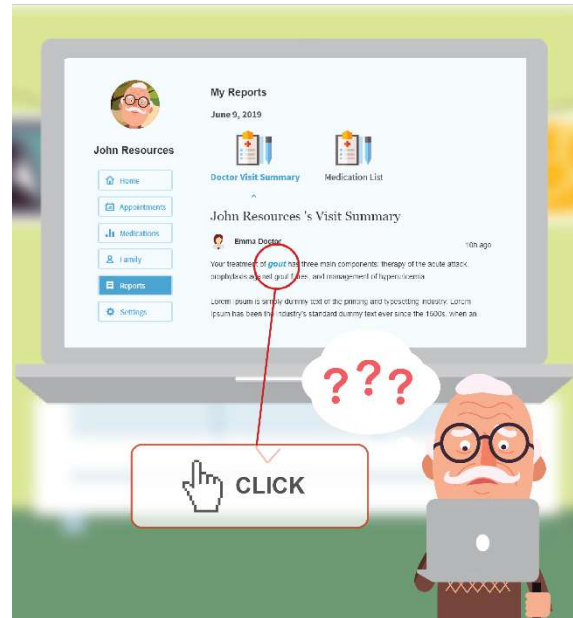 My Reports
June 9, 2019
John Resources
Home
Appointments
Medications
Family
Reports
Settings
Doctor Visit Summary
Medication List
John Resources 's Visit Summary
Emma Doctor
10h ago
Your treatment of gout has three main components: therapy of the acute attack,
prophylaxis against gout flares, and management of hyperuricemia
Lorem Ipsum is simply dummy text of the printing and typesetting industry. Lorem
Ipsum has been the industry's standard dummy text ever since the 1500s, when an
???
CLICK